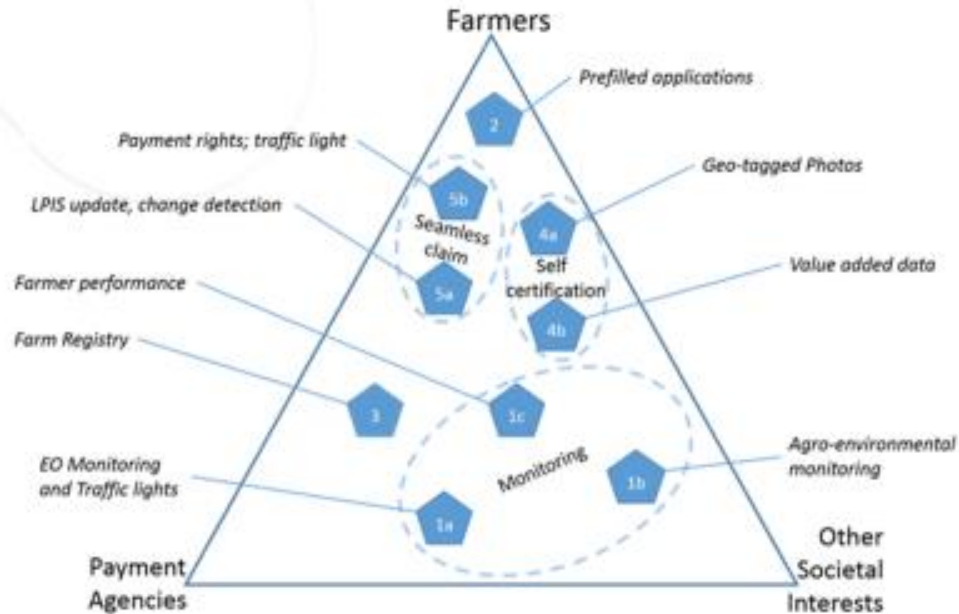 Farmers
Prefilled applications
2
Payment rights; traffic light
Geo-tagged Photos
5b
LPIS update, change detection
4a
Seamless
claim
Self
certification
Value added data
Farmer performance
5a
4b
Farm Registry
3
1c
Monitoring
Agro-environmental
monitoring
EO Monitoring
and Traffic lights
1b
1a
Payment
Agencies
Other
Societal
Interests